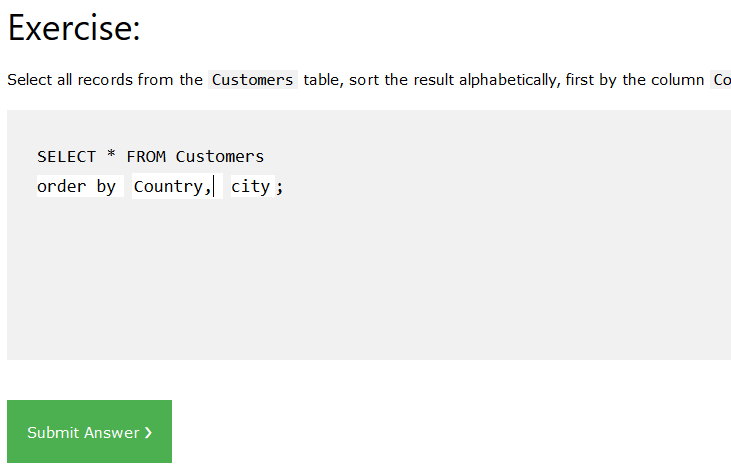 Exercise:
Select all records from the Customers table, sort the result alphabetically, first by the column Co
SELECT * FROM Customers
order by Country, city;
Submit Answer ❯